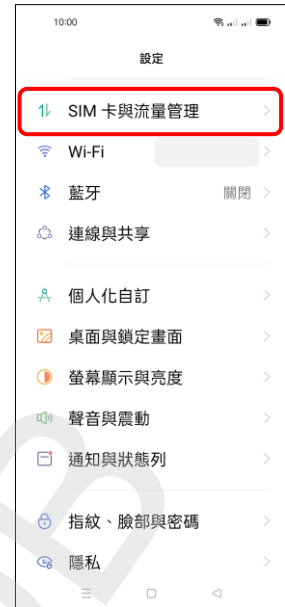 10:00
設定
SIM 卡與流量管理
Wi-Fi
藍牙 關閉
連線與共享
個人化自訂
桌面與鎖定畫面
螢幕顯示與亮度
聲音與震動
通知與狀態列
指紋、臉部與密碼
隱私